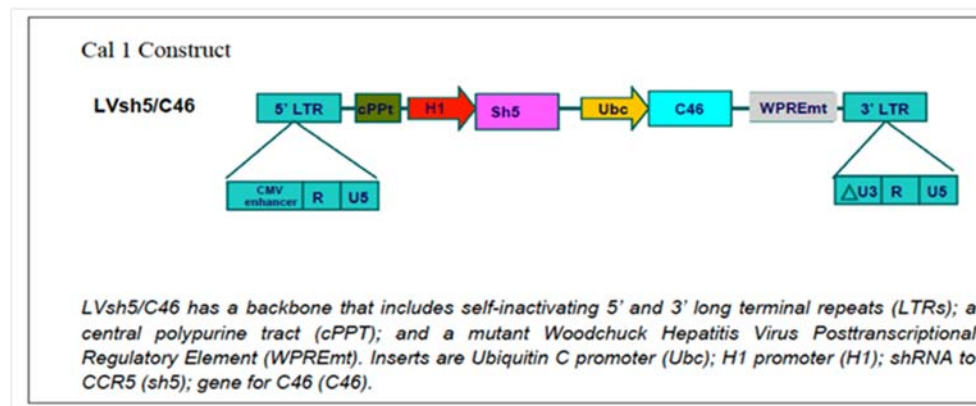 Cal 1 Construct
LVsh5/C46
5' LTR cPPt H1 Sh5 Ubc C46 WPREmt 3' LTR
CMV enhancer R U5
△U3 R U5
LVsh5/C46 has a backbone that includes self-inactivating 5' and 3' long terminal repeats (LTRs); a
central polypurine tract (cPPT); and a mutant Woodchuck Hepatitis Virus Posttranscriptional
Regulatory Element (WPREmt). Inserts are Ubiquitin C promoter (Ubc); H1 promoter (H1); shRNA to
CCR5 (sh5); gene for C46 (C46).